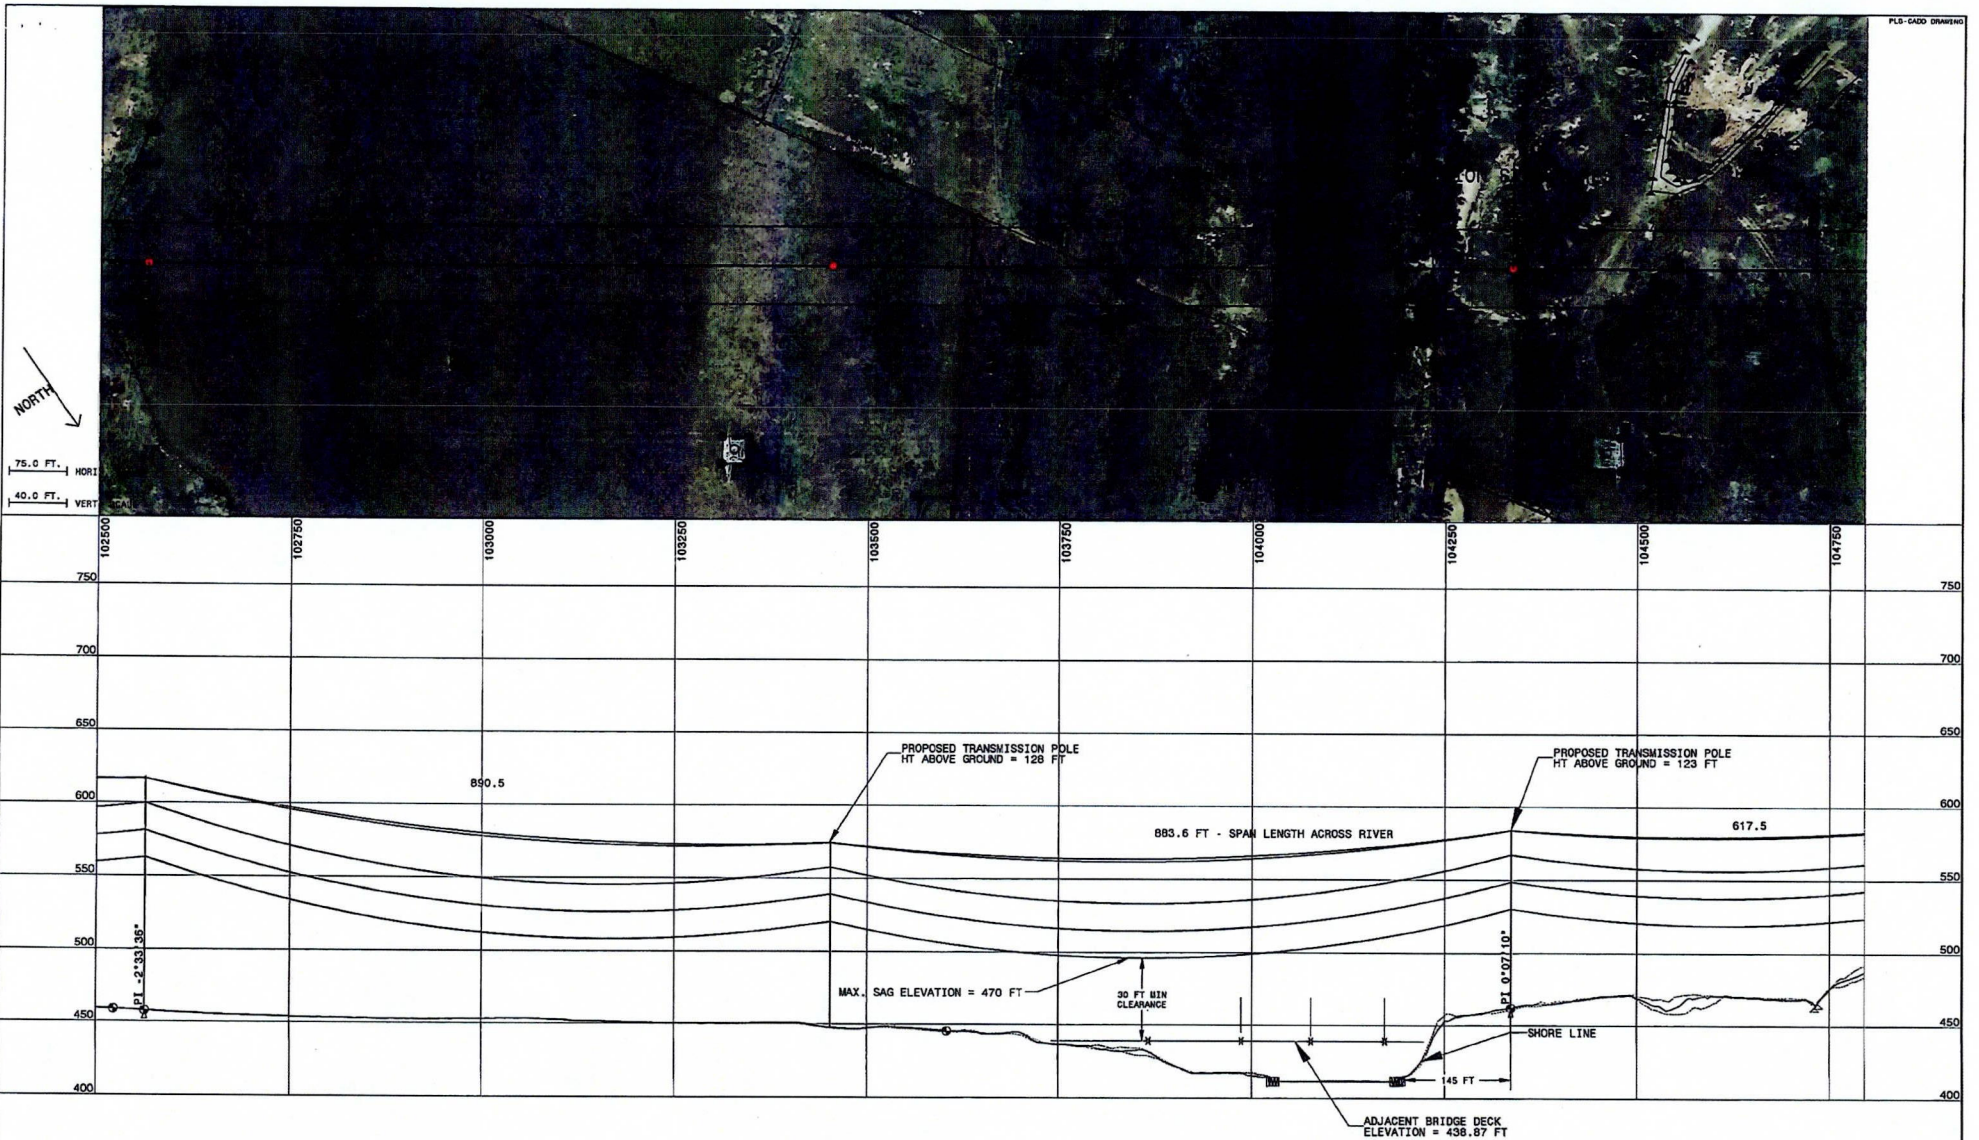 PLS-CADD DRAWING
NORTH
75.0 FT.
HORI
40.0 FT.
VERT
102500
102750
103000
103250
103500
103750
104000
104250
104500
104750
750
750
700
700
650
650
PROPOSED TRANSMISSION POLE
HT ABOVE GROUND = 128 FT
PROPOSED TRANSMISSION POLE
HT ABOVE GROUND = 123 FT
890.5
600
600
883.6 FT - SPAN LENGTH ACROSS RIVER
617.5
550
550
PI -2°33'36"
PI 0°07'10"
500
500
MAX. SAG ELEVATION = 470 FT
30 FT MIN
CLEARANCE
450
450
SHORE LINE
145 FT
400
400
ADJACENT BRIDGE DECK
ELEVATION = 438.87 FT